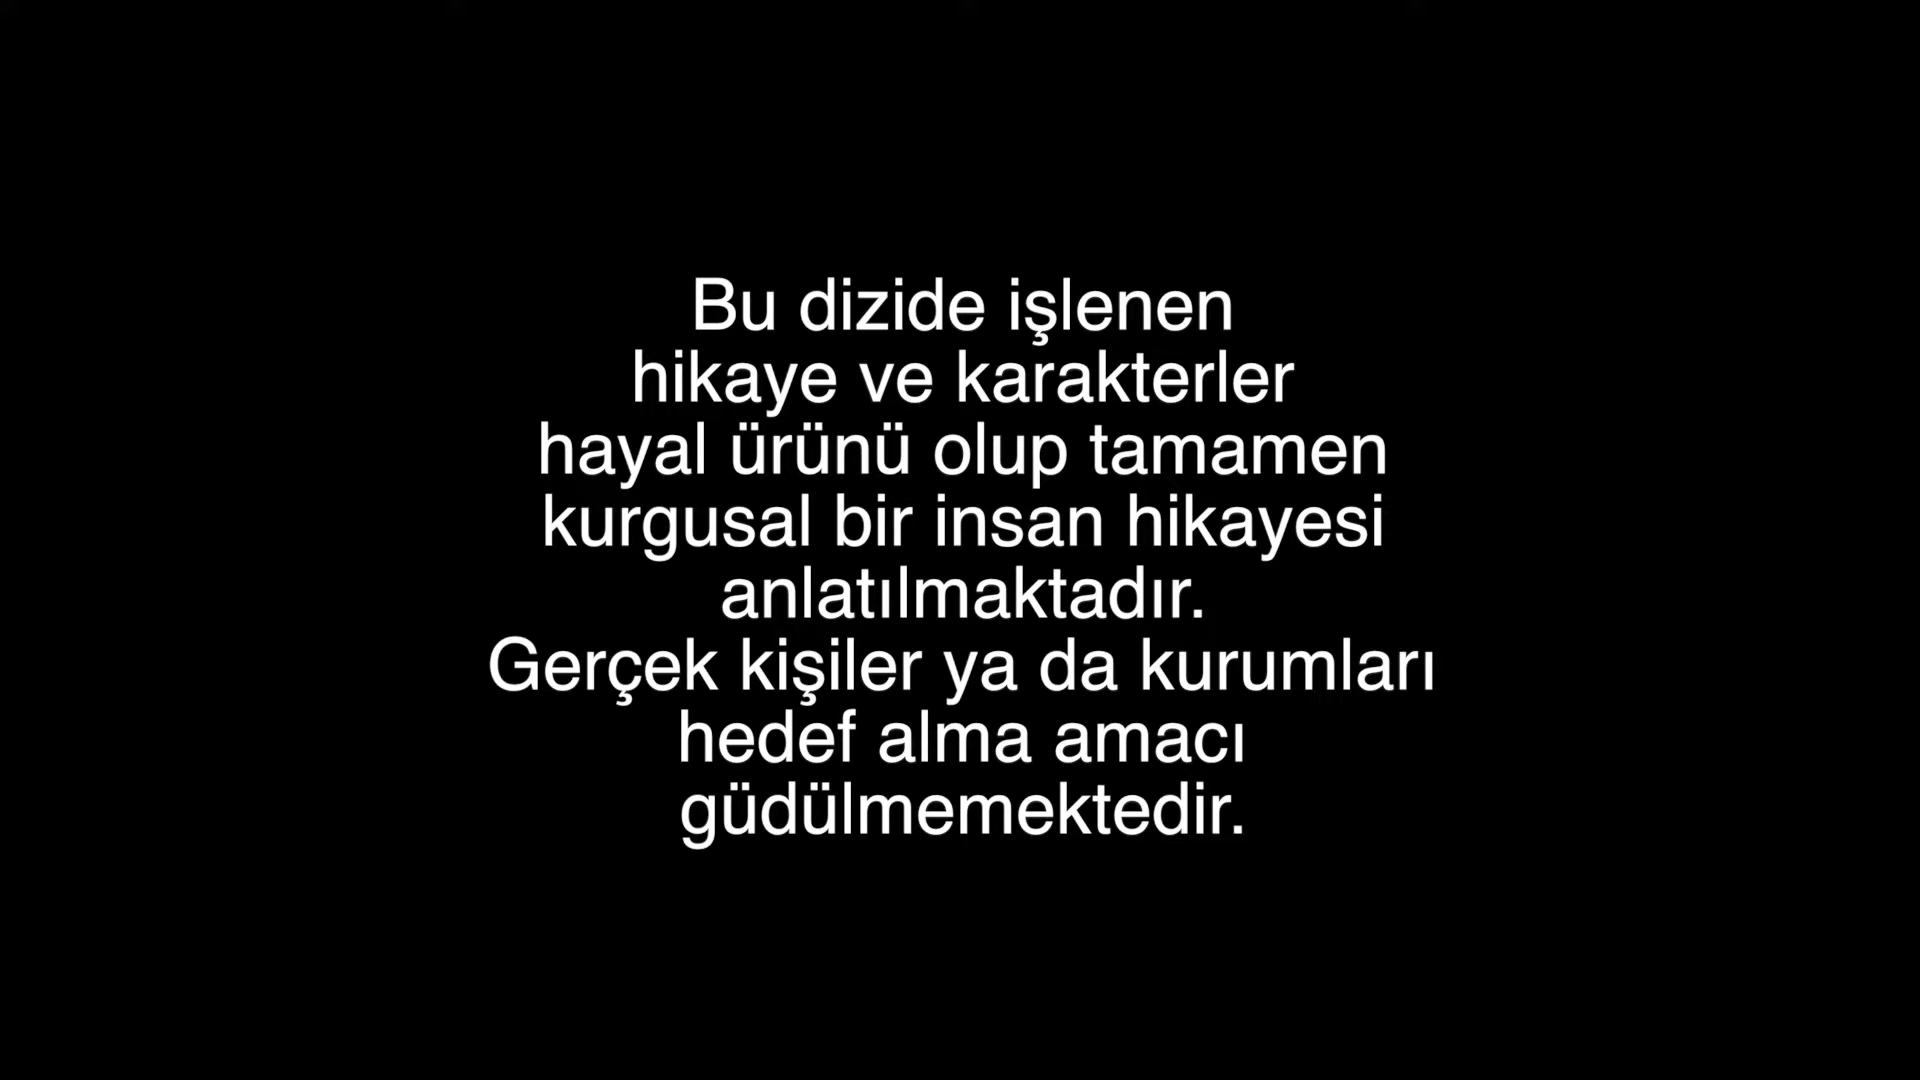 Bu dizide işlenen
hikaye ve karakterler
hayal ürünü olup tamamen
kurgusal bir insan hikayesi
anlatılmaktadır.
Gerçek kişiler ya da kurumları
hedef alma amacı
güdülmemektedir.